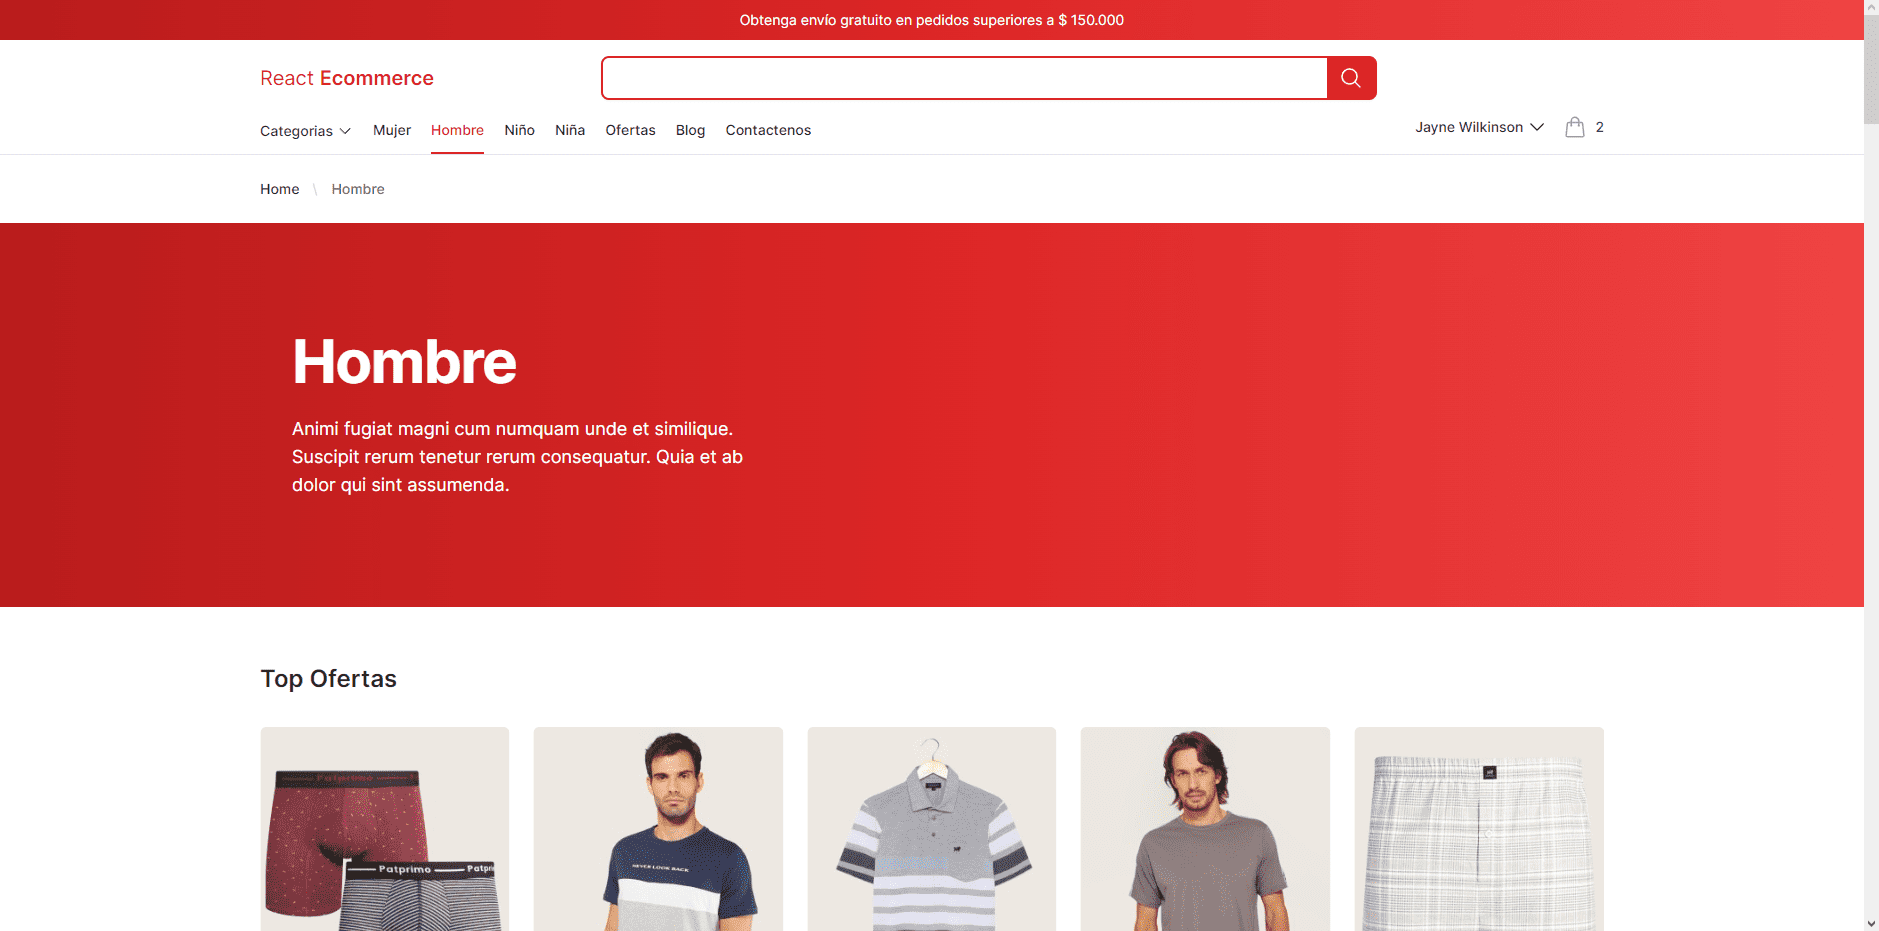 Obtenga envío gratuito en pedidos superiores a $ 150.000
React Ecommerce
Categorias Mujer Hombre Niño Niña Ofertas Blog Contactenos
Jayne Wilkinson 2
Home \ Hombre
Hombre
Animi fugiat magni cum numquam unde et similique.
Suscipit rerum tenetur rerum consequatur. Quia et ab
dolor qui sint assumenda.
Top Ofertas
Patprimo
Patprimo Patpri
NEVER LOOK BACK